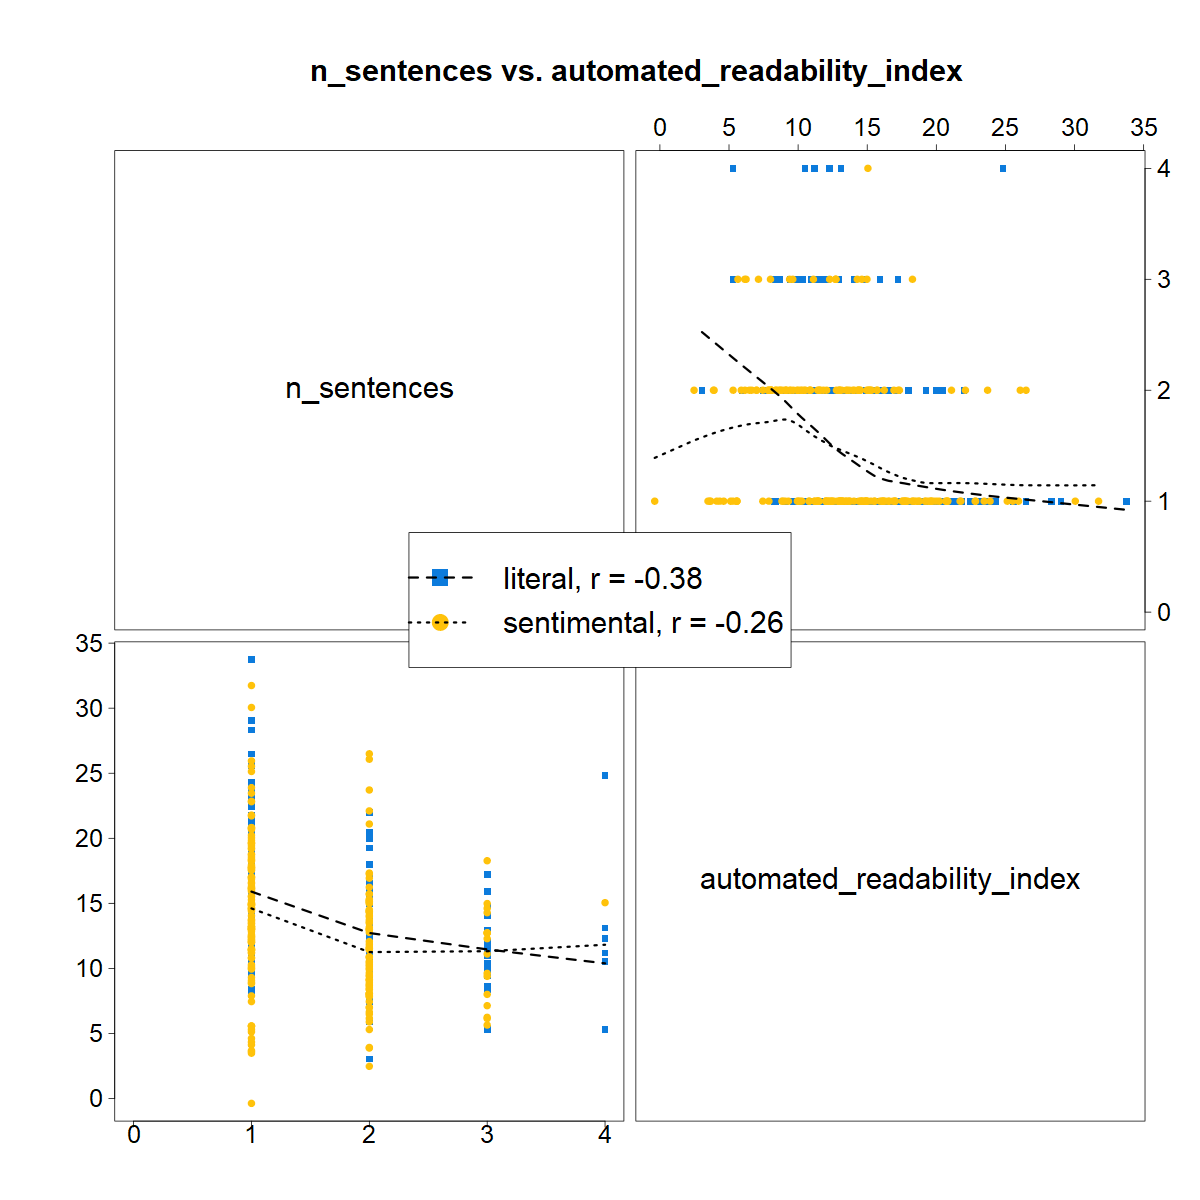 n_sentences vs. automated_readability_index
0 5 10 15 20 25 30 35
4
3
n_sentences
2
1
literal, r = -0.38
sentimental, r = -0.26
0
35
30
25
20
automated_readability_index
15
10
5
0
0 1 2 3 4